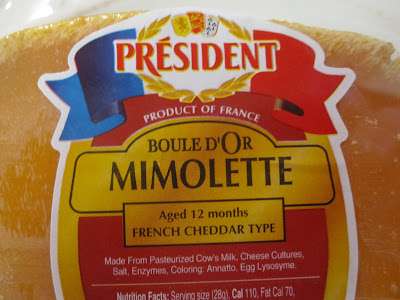 PRÉSIDENT
PRODUCT OF FRANCE
BOULE D'OR
MIMOLETTE
Aged 12 months
FRENCH CHEDDAR TYPE
Made From Pasteurized Cow's Milk, Cheese Cultures,
Salt, Enzymes, Coloring: Annatto, Egg Lysosyme.
Nutrition Facts: Serving size (28g), Cal 110, Fat Cal 70,